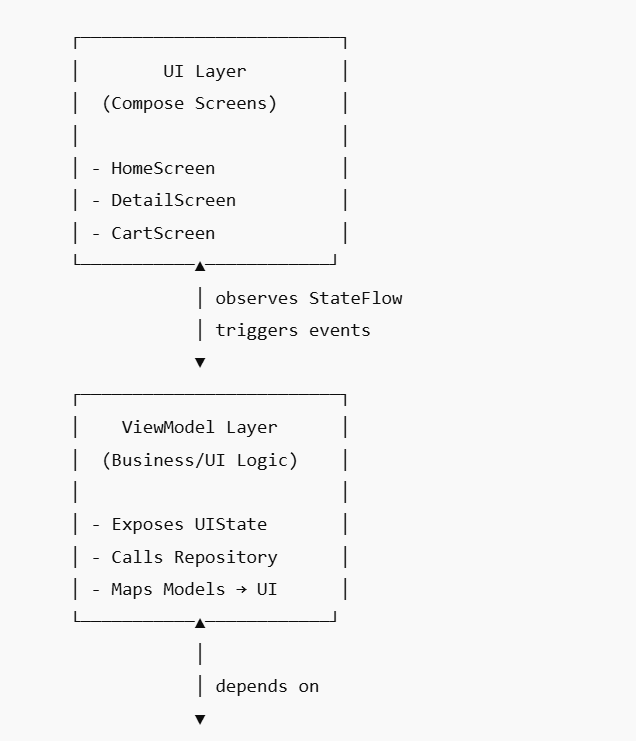 UI Layer
(Compose Screens)
- HomeScreen
- DetailScreen
- CartScreen
observes StateFlow
triggers events
ViewModel Layer
(Business/UI Logic)
- Exposes UIState
- Calls Repository
- Maps Models → UI
depends on